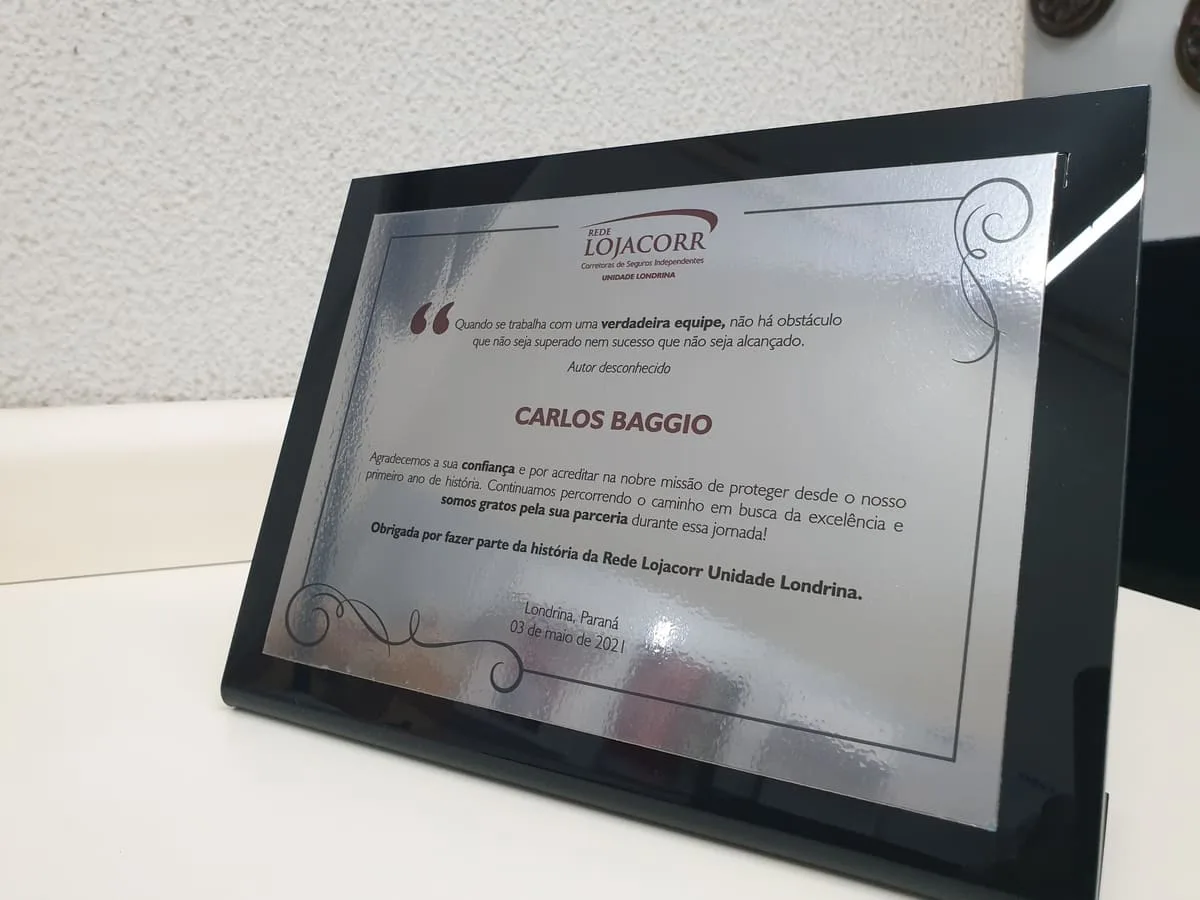 REDE
LOJACORR
Corretoras de Seguros Independentes
UNIDADE LONDRINA
“Quando se trabalha com uma verdadeira equipe, não há obstáculo
que não seja superado nem sucesso que não seja alcançado.
Autor desconhecido
CARLOS BAGGIO
Agradecemos a sua confiança e por acreditar na nobre missão de proteger desde o nosso
primeiro ano de história. Continuamos percorrendo o caminho em busca da excelência e
somos gratos pela sua parceria durante essa jornada!
Obrigada por fazer parte da história da Rede Lojacorr Unidade Londrina.
Londrina, Paraná
03 de maio de 2021